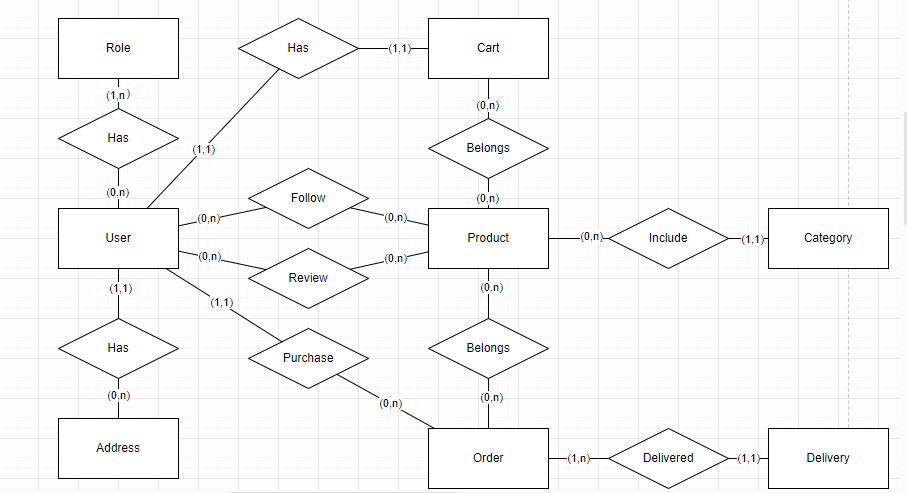 Role
Has
(1,1)
Cart
(1,n)
(0,n)
Has
Belongs
(1,1)
(0,n)
(0,n)
Follow
(0,n)
(0,n)
User
Product
(0,n)
Include
(1,1)
Category
(0,n)
(0,n)
Review
(1,1)
(0,n)
(1,1)
Has
Purchase
Belongs
(0,n)
(0,n)
(0,n)
Address
Order
(1,n)
Delivered
(1,1)
Delivery